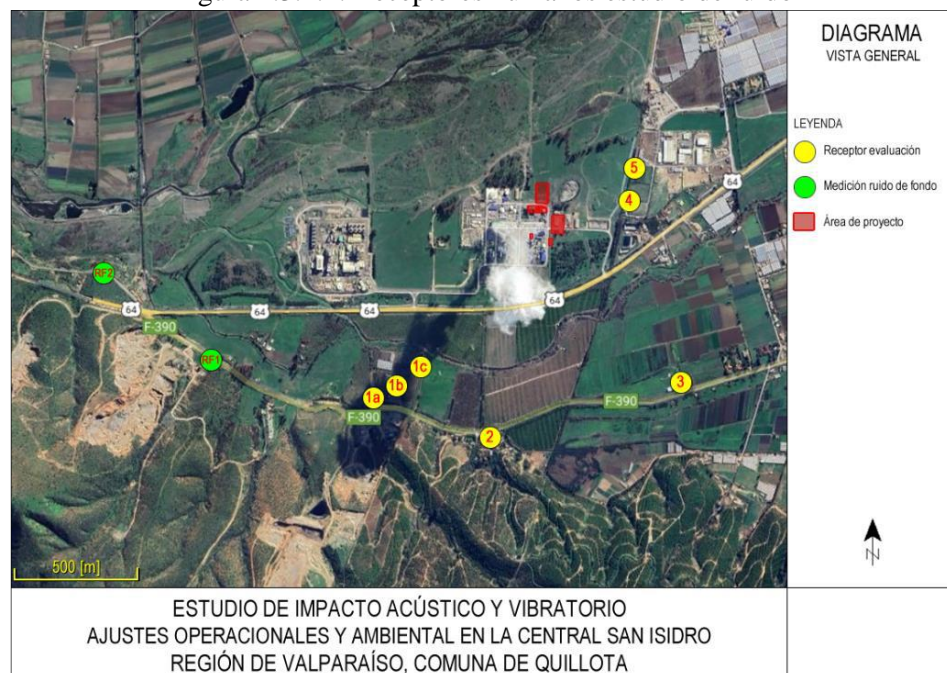 DIAGRAMA
VISTA GENERAL
LEYENDA
Receptor evaluación
Medición ruido de fondo
Área de proyecto
5
4
64
RF2
64
64
64
64
F-390
RF1
1c
1b
1a
F-390
3
F-390
2
500 [m]
N
ESTUDIO DE IMPACTO ACÚSTICO Y VIBRATORIO
AJUSTES OPERACIONALES Y AMBIENTAL EN LA CENTRAL SAN ISIDRO
REGIÓN DE VALPARAÍSO, COMUNA DE QUILLOTA